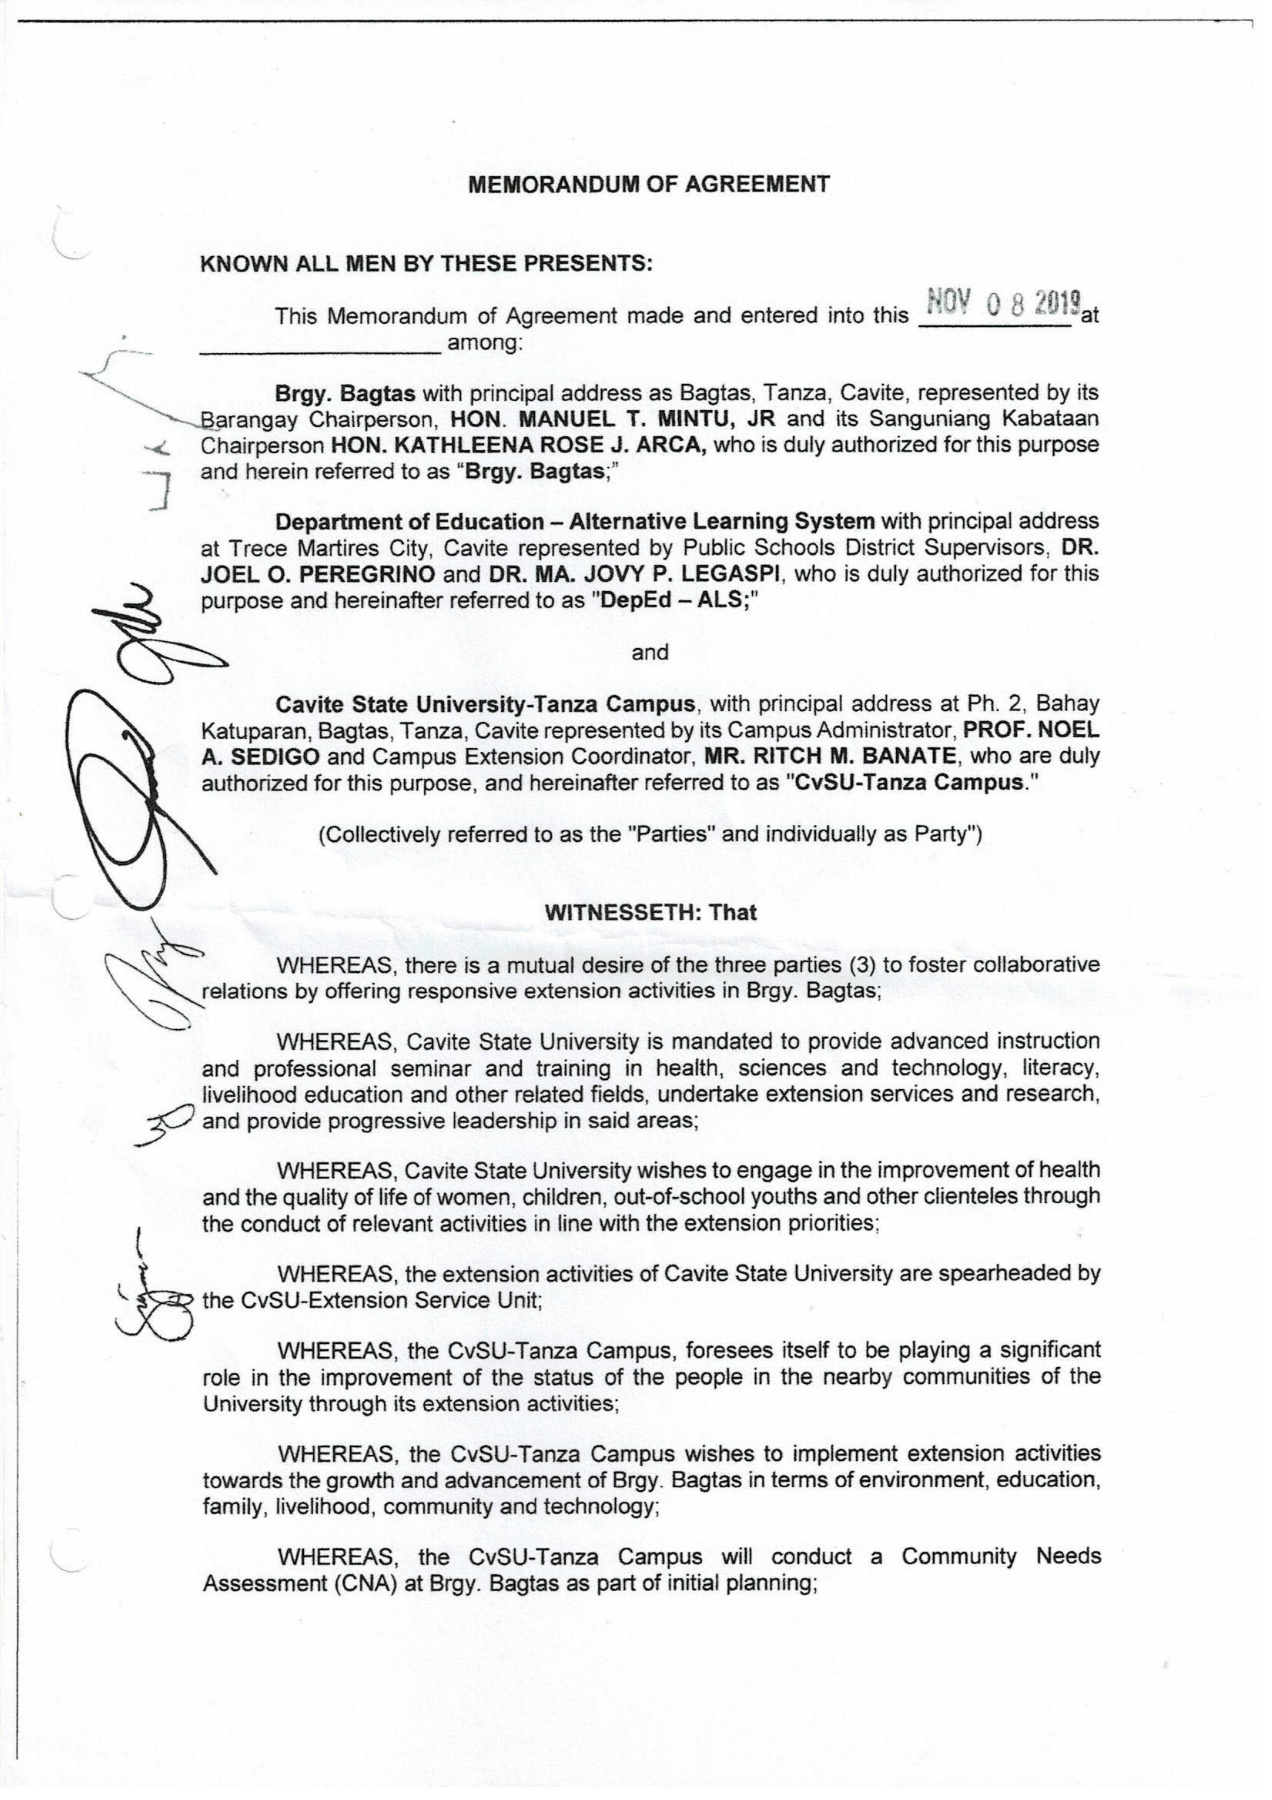 MEMORANDUM OF AGREEMENT
KNOWN ALL MEN BY THESE PRESENTS:
This Memorandum of Agreement made and entered into this NOV 08 2019 at
____________________ among:
Brgy. Bagtas with principal address as Bagtas, Tanza, Cavite, represented by its
Barangay Chairperson, HON. MANUEL T. MINTU, JR and its Sanguniang Kabataan
Chairperson HON. KATHLEENA ROSE J. ARCA, who is duly authorized for this purpose
and herein referred to as “Brgy. Bagtas;”
Department of Education – Alternative Learning System with principal address
at Trece Martires City, Cavite represented by Public Schools District Supervisors, DR.
JOEL O. PEREGRINO and DR. MA. JOVY P. LEGASPI, who is duly authorized for this
purpose and hereinafter referred to as "DepEd – ALS;"
and
Cavite State University-Tanza Campus, with principal address at Ph. 2, Bahay
Katuparan, Bagtas, Tanza, Cavite represented by its Campus Administrator, PROF. NOEL
A. SEDIGO and Campus Extension Coordinator, MR. RITCH M. BANATE, who are duly
authorized for this purpose, and hereinafter referred to as "CvSU-Tanza Campus."
(Collectively referred to as the "Parties" and individually as Party")
WITNESSETH: That
WHEREAS, there is a mutual desire of the three parties (3) to foster collaborative
relations by offering responsive extension activities in Brgy. Bagtas;
WHEREAS, Cavite State University is mandated to provide advanced instruction
and professional seminar and training in health, sciences and technology, literacy,
livelihood education and other related fields, undertake extension services and research,
and provide progressive leadership in said areas;
WHEREAS, Cavite State University wishes to engage in the improvement of health
and the quality of life of women, children, out-of-school youths and other clienteles through
the conduct of relevant activities in line with the extension priorities;
WHEREAS, the extension activities of Cavite State University are spearheaded by
the CvSU-Extension Service Unit;
WHEREAS, the CvSU-Tanza Campus, foresees itself to be playing a significant
role in the improvement of the status of the people in the nearby communities of the
University through its extension activities;
WHEREAS, the CvSU-Tanza Campus wishes to implement extension activities
towards the growth and advancement of Brgy. Bagtas in terms of environment, education,
family, livelihood, community and technology;
WHEREAS, the CvSU-Tanza Campus will conduct a Community Needs
Assessment (CNA) at Brgy. Bagtas as part of initial planning;